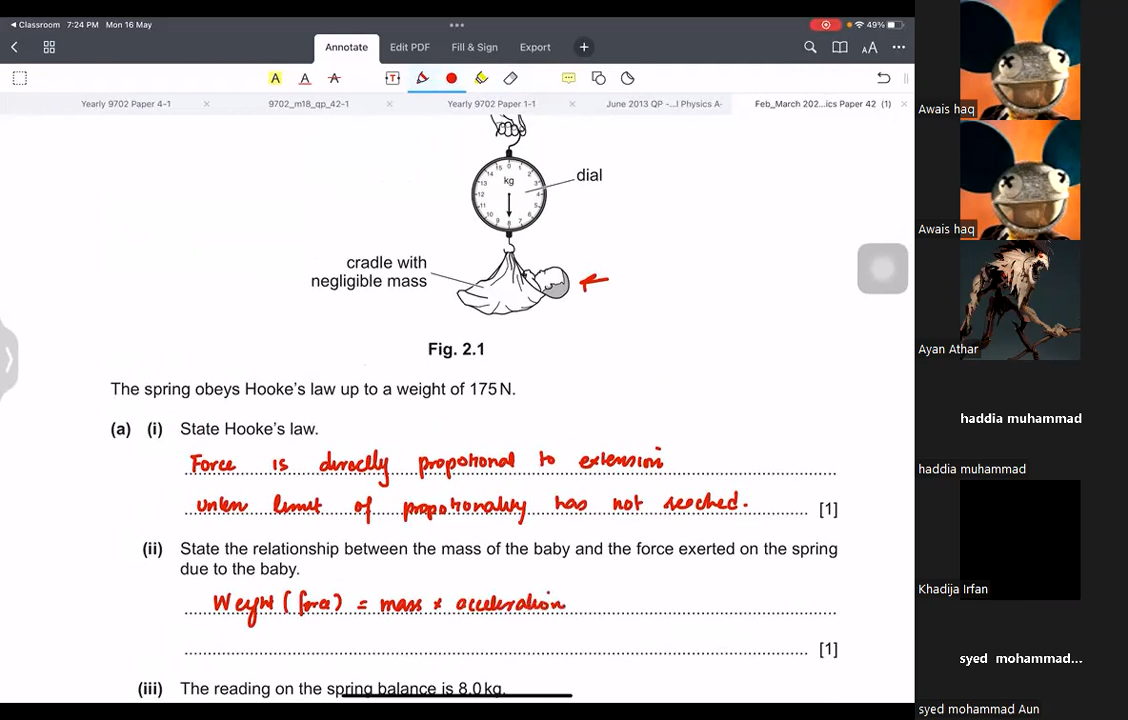 Classroom 7:24 PM Mon 16 May
49%
Annotate Edit PDF Fill & Sign Export
Yearly 9702 Paper 4-1
9702_m18_qp_42-1
Yearly 9702 Paper 1-1
June 2013 QP -...l Physics A-
Feb_March 202...ics Paper 42 (1)
kg
dial
cradle with
negligible mass
Fig. 2.1
The spring obeys Hooke's law up to a weight of 175 N.
(a) (i) State Hooke's law.
Force is directly propotional to extension
unless limit of propotionality has not reached. [1]
(ii) State the relationship between the mass of the baby and the force exerted on the spring
due to the baby.
Weight (force) = mass × acceleration
[1]
(iii) The reading on the spring balance is 8.0 kg.
Awais haq
Awais haq
Ayan Athar
haddia muhammad
haddia muhammad
Khadija Irfan
syed mohammad...
syed mohammad Aun